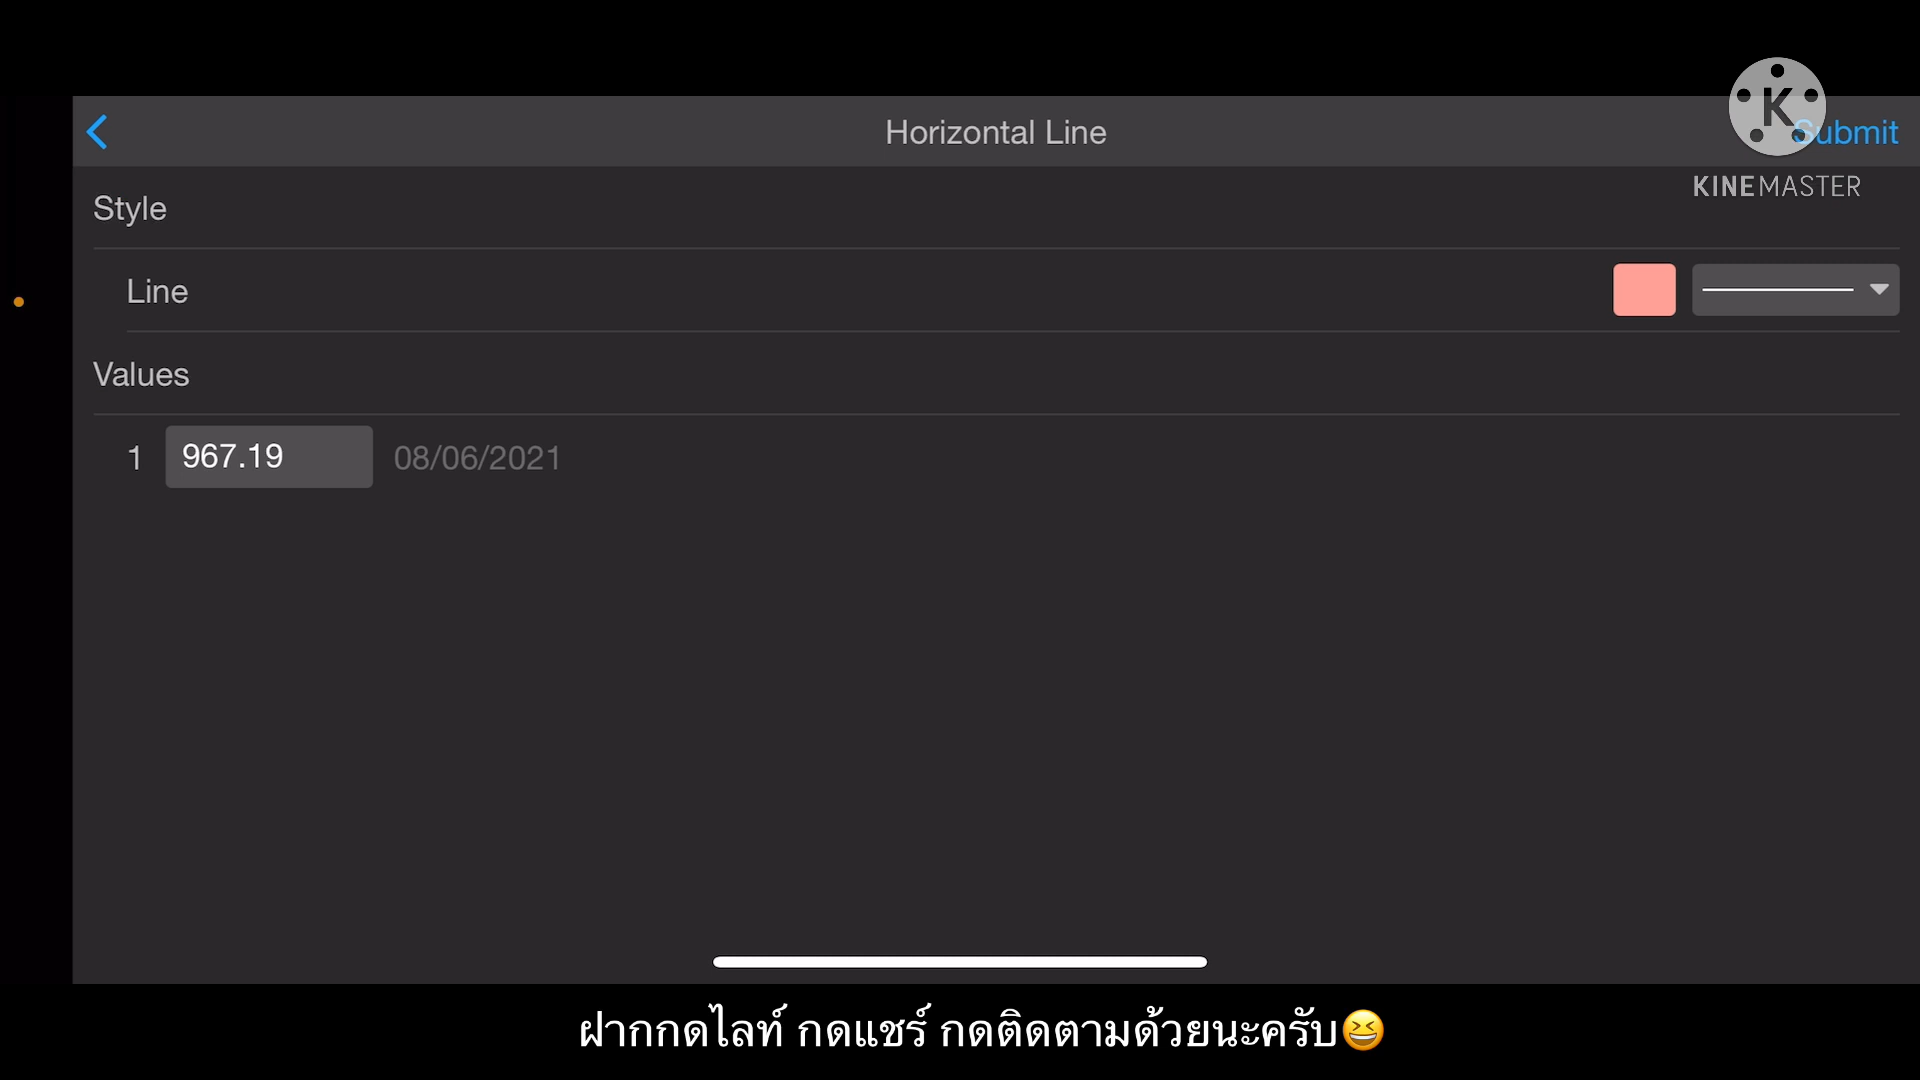 Horizontal Line
Submit
KINEMASTER
Style
Line
Values
1 967.19 08/06/2021
ฝากกดไลท์ กดแชร์ กดติดตามด้วยนะครับ😆